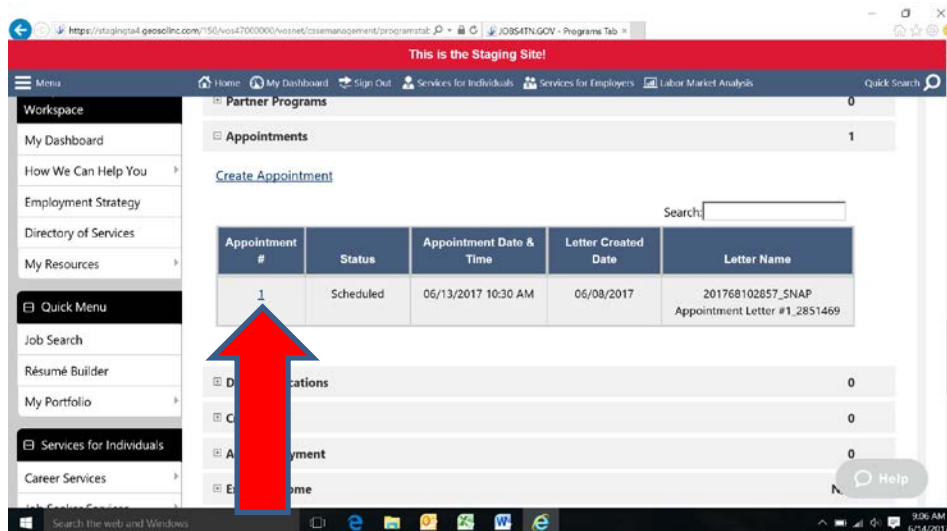 https://stagingta4.geosolinc.com/150/vos47000000/vosnet/casemanagement/programstab JOBS4TN.GOV - Programs Tab
This is the Staging Site!
Menu Home My Dashboard Sign Out Services for Individuals Services for Employers Labor Market Analysis Quick Search
Workspace
My Dashboard
How We Can Help You
Employment Strategy
Directory of Services
My Resources
Quick Menu
Job Search
Résumé Builder
My Portfolio
Services for Individuals
Career Services
Partner Programs 0
Appointments 1
Create Appointment
Search:
Appointment # Status Appointment Date & Time Letter Created Date Letter Name
1 Scheduled 06/13/2017 10:30 AM 06/08/2017 201768102857_SNAP
Appointment Letter #1_2851469
0
0
0
Help
Search the web and Windows
9:06 AM